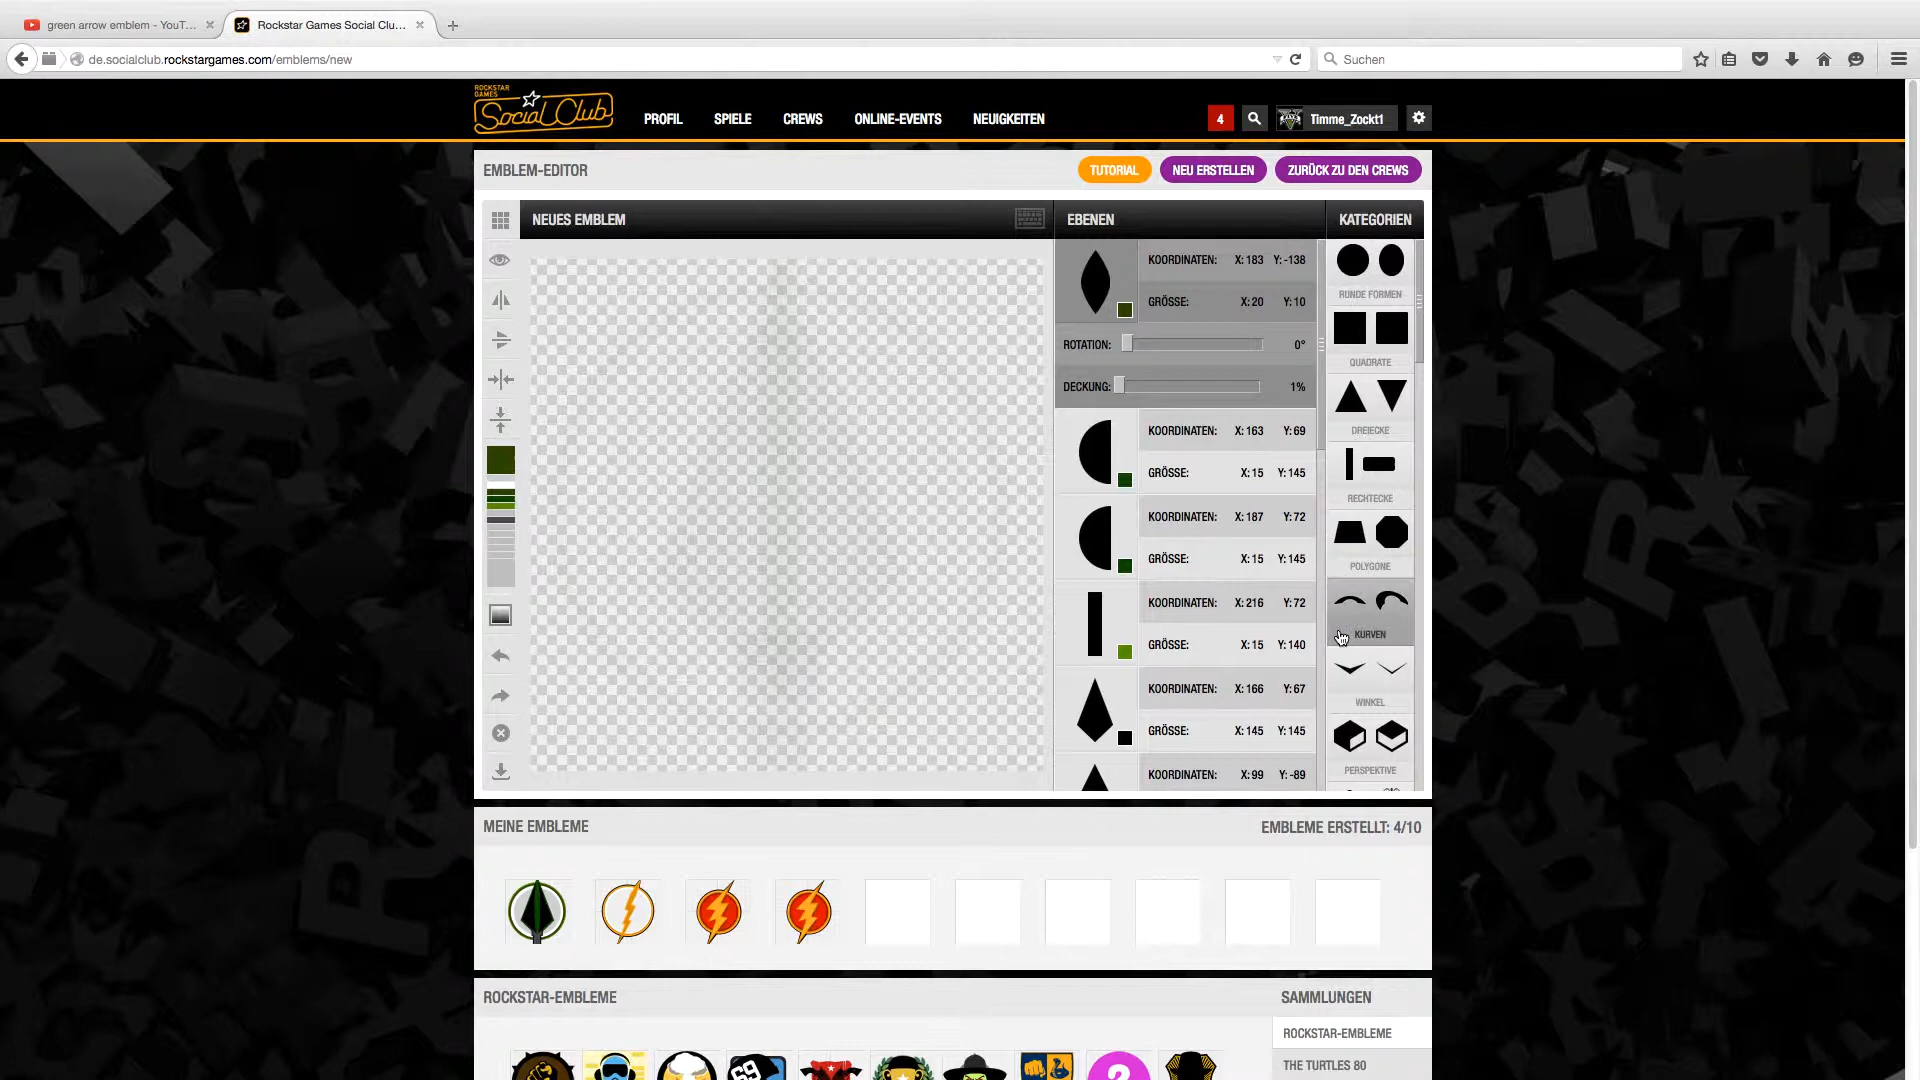 green arrow emblem - YouT...
Rockstar Games Social Clu...
de.socialclub.rockstargames.com/emblems/new
Suchen
ROCKSTAR GAMES
Social Club
PROFIL
SPIELE
CREWS
ONLINE-EVENTS
NEUIGKEITEN
4
Timme_Zockt1
EMBLEM-EDITOR
TUTORIAL
NEU ERSTELLEN
ZURÜCK ZU DEN CREWS
NEUES EMBLEM
EBENEN
KATEGORIEN
KOORDINATEN: X: 183 Y: -138
GRÖSSE: X: 20 Y: 10
ROTATION: 0°
DECKUNG: 1%
KOORDINATEN: X: 163 Y: 69
GRÖSSE: X: 15 Y: 145
KOORDINATEN: X: 187 Y: 72
GRÖSSE: X: 15 Y: 145
KOORDINATEN: X: 216 Y: 72
GRÖSSE: X: 15 Y: 140
KOORDINATEN: X: 166 Y: 67
GRÖSSE: X: 145 Y: 145
KOORDINATEN: X: 99 Y: -89
RUNDE FORMEN
QUADRATE
DREIECKE
RECHTECKE
POLYGONE
KURVEN
WINKEL
PERSPEKTIVE
MEINE EMBLEME
EMBLEME ERSTELLT: 4/10
ROCKSTAR-EMBLEME
SAMMLUNGEN
ROCKSTAR-EMBLEME
THE TURTLES 80
69
?